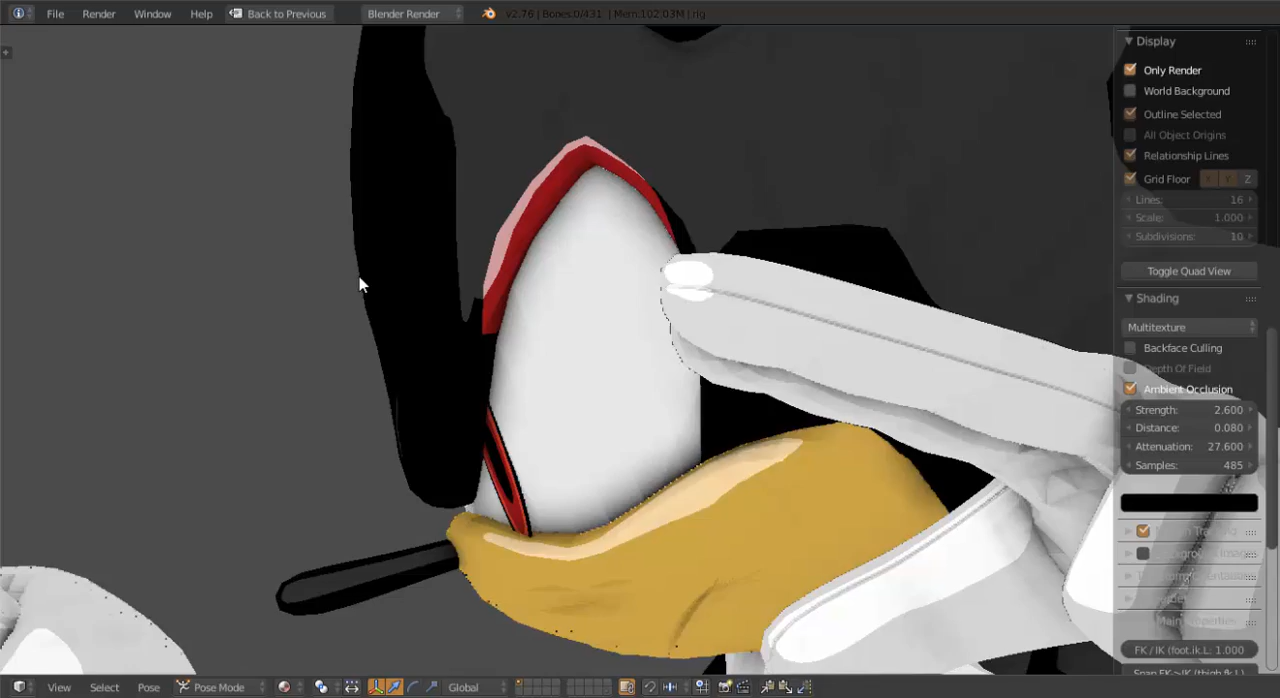 File Render Window Help Back to Previous Blender Render v2.76 | Bones:0/431 | Mem:102.03M | rig
Display
Only Render
World Background
Outline Selected
All Object Origins
Relationship Lines
Grid Floor Z
Lines: 16
Scale: 1.000
Subdivisions: 10
Toggle Quad View
Shading
Multitexture
Backface Culling
Depth Of Field
Ambient Occlusion
Strength: 2.600
Distance: 0.080
Attenuation: 27.600
Samples: 485
FK / IK (foot.ik.L: 1.000
View Select Pose Pose Mode Global